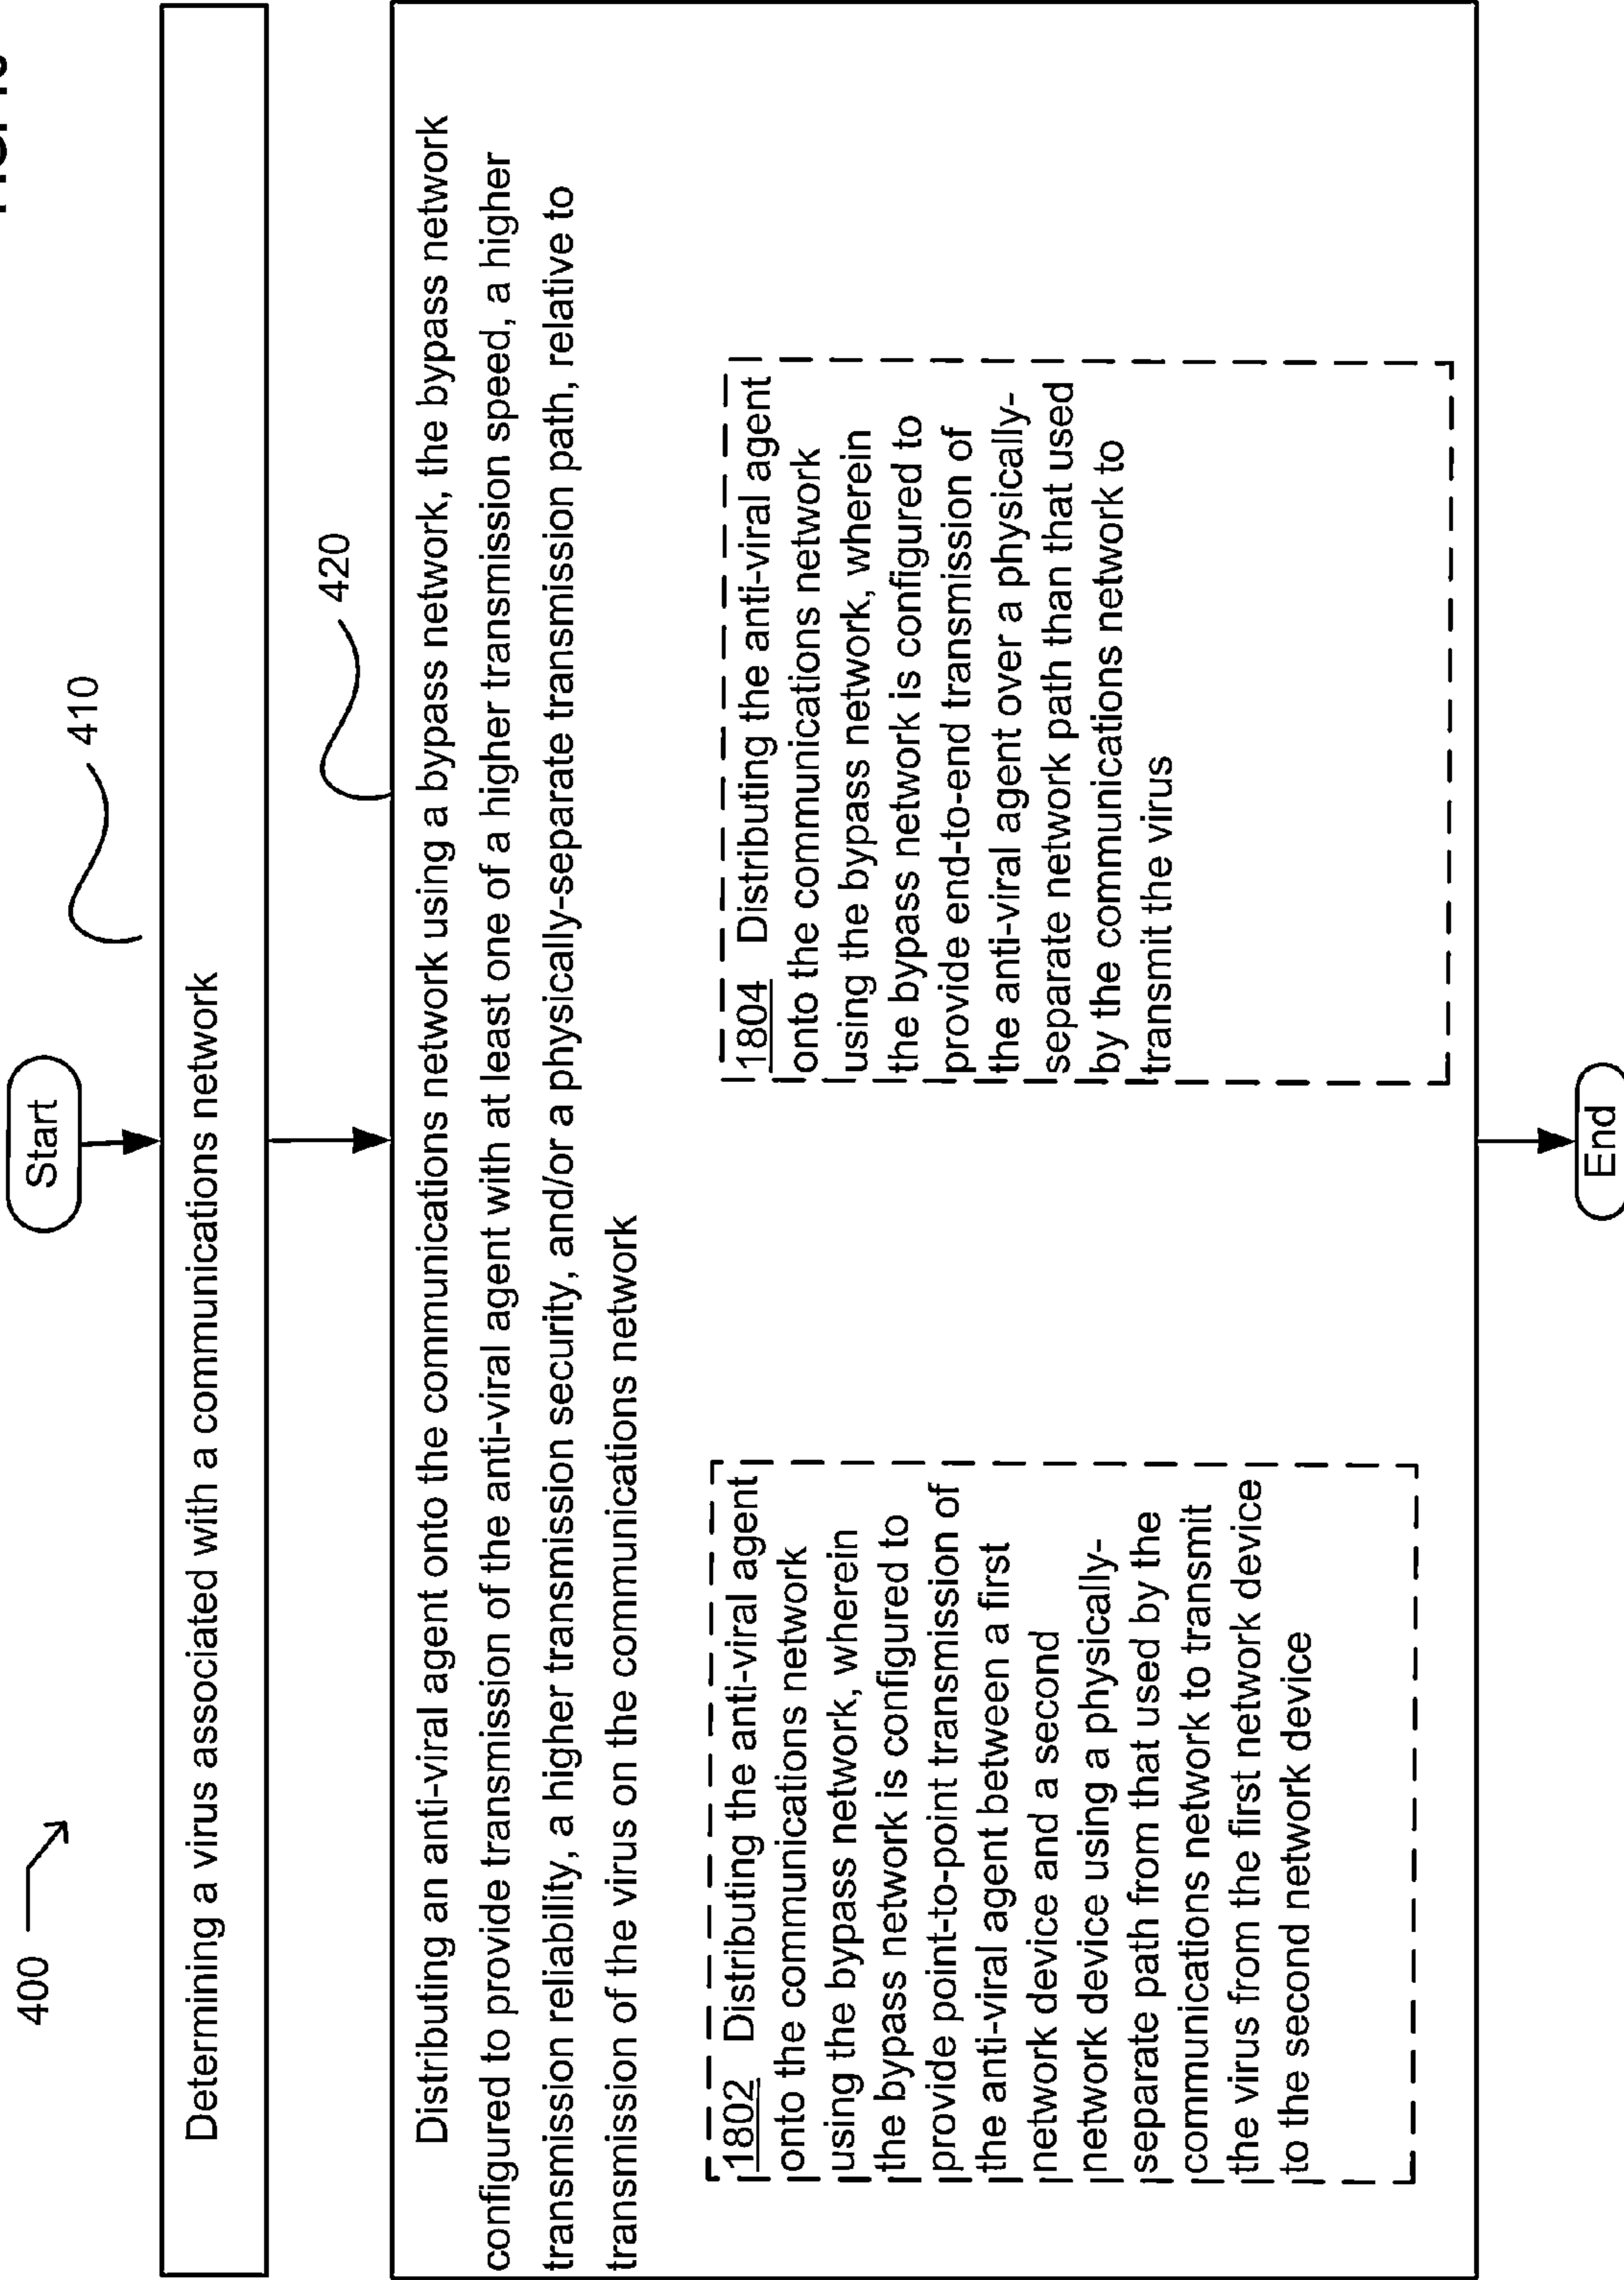 400
Start
410
Determining a virus associated with a communications network
420
Distributing an anti-viral agent onto the communications network using a bypass network, the bypass network
configured to provide transmission of the anti-viral agent with at least one of a higher transmission speed, a higher
transmission reliability, a higher transmission security, and/or a physically-separate transmission path, relative to
transmission of the virus on the communications network
1802 Distributing the anti-viral agent
onto the communications network
using the bypass network, wherein
the bypass network is configured to
provide point-to-point transmission of
the anti-viral agent between a first
network device and a second
network device using a physically-
separate path from that used by the
communications network to transmit
the virus from the first network device
to the second network device
1804 Distributing the anti-viral agent
onto the communications network
using the bypass network, wherein
the bypass network is configured to
provide end-to-end transmission of
the anti-viral agent over a physically-
separate network path than that used
by the communications network to
transmit the virus
End